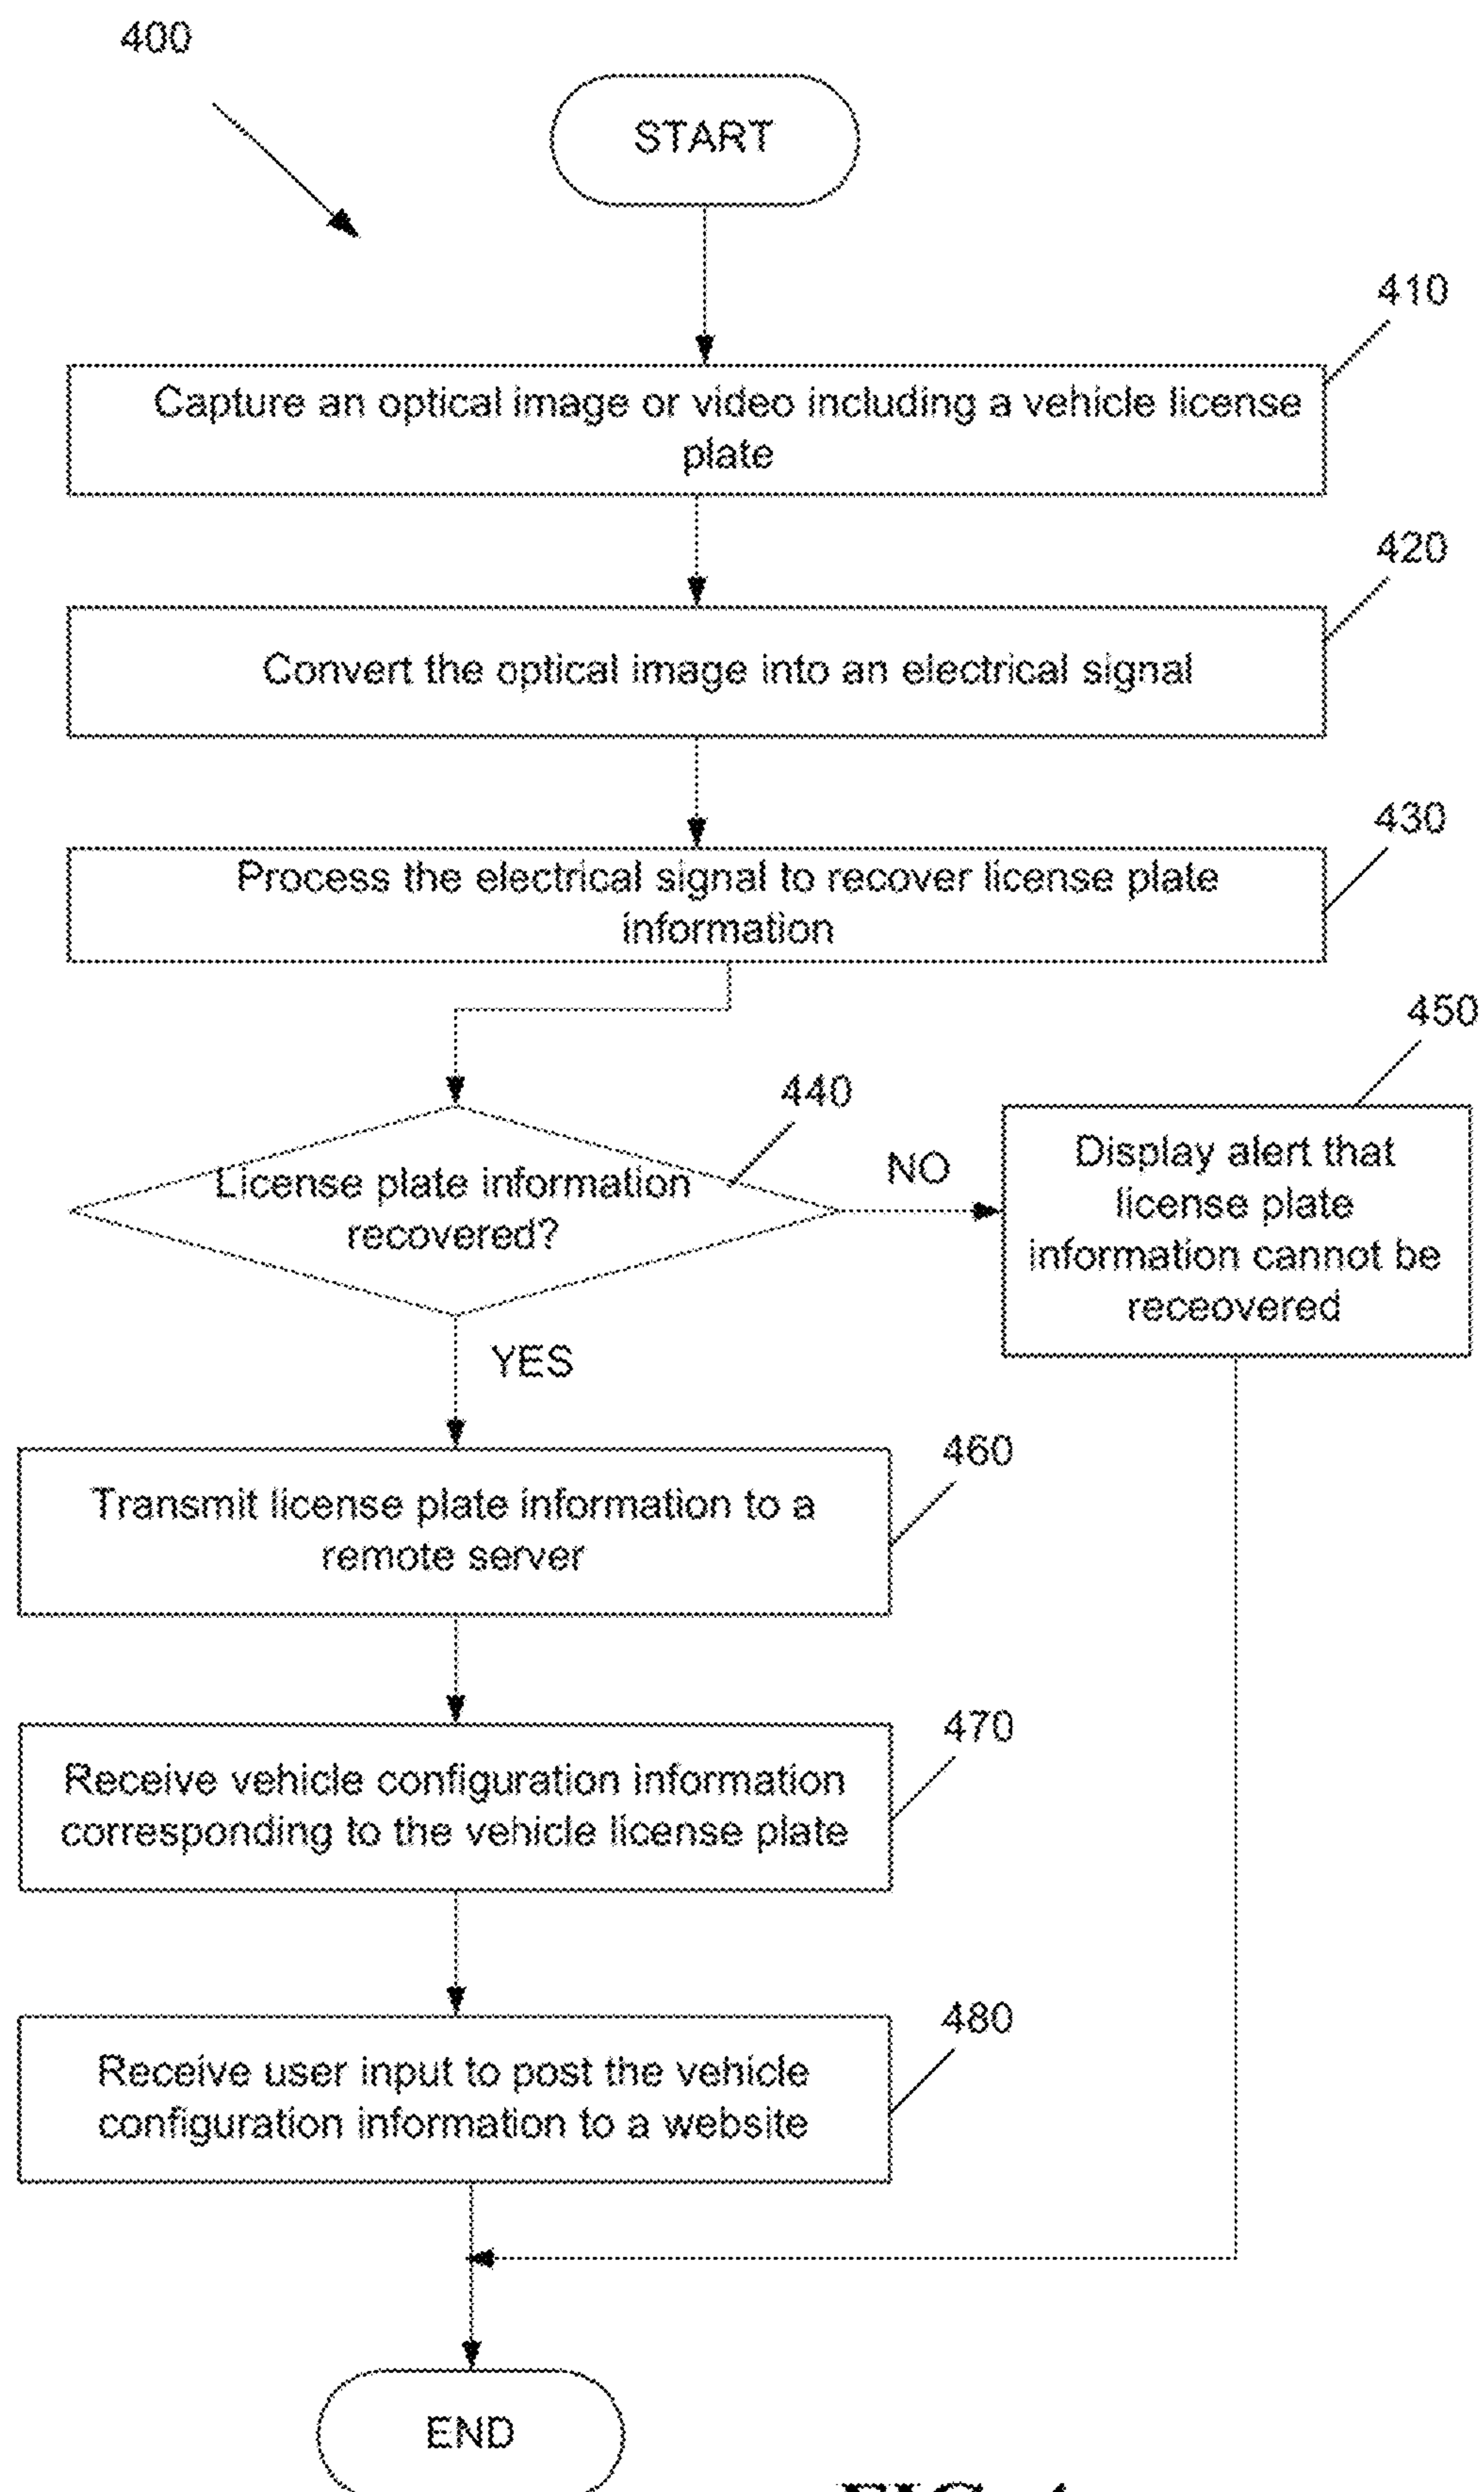 400
START
410
Capture an optical image or video including a vehicle license
plate
420
Convert the optical image into an electrical signal
430
Process the electrical signal to recover license plate
information
440
License plate information
recovered?
NO
450
Display alert that
license plate
information cannot be
receovered
YES
460
Transmit license plate information to a
remote server
470
Receive vehicle configuration information
corresponding to the vehicle license plate
480
Receive user input to post the vehicle
configuration information to a website
END